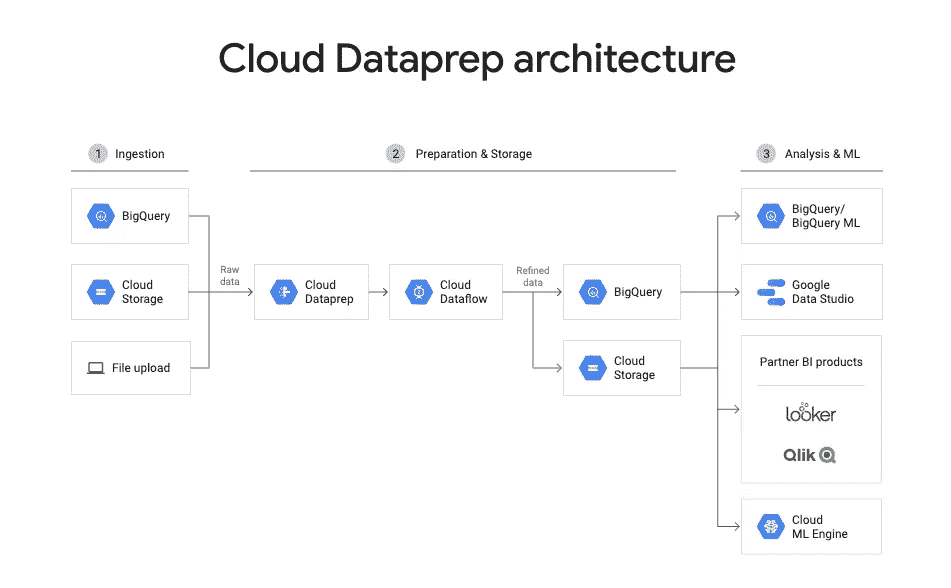 Cloud Dataprep architecture
1 Ingestion
2 Preparation & Storage
3 Analysis & ML
BigQuery
Cloud
Storage
File upload
Raw
data
Cloud
Dataprep
Cloud
Dataflow
Refined
data
BigQuery
Cloud
Storage
BigQuery/
BigQuery ML
Google
Data Studio
Partner BI products
looker
Qlik
Cloud
ML Engine